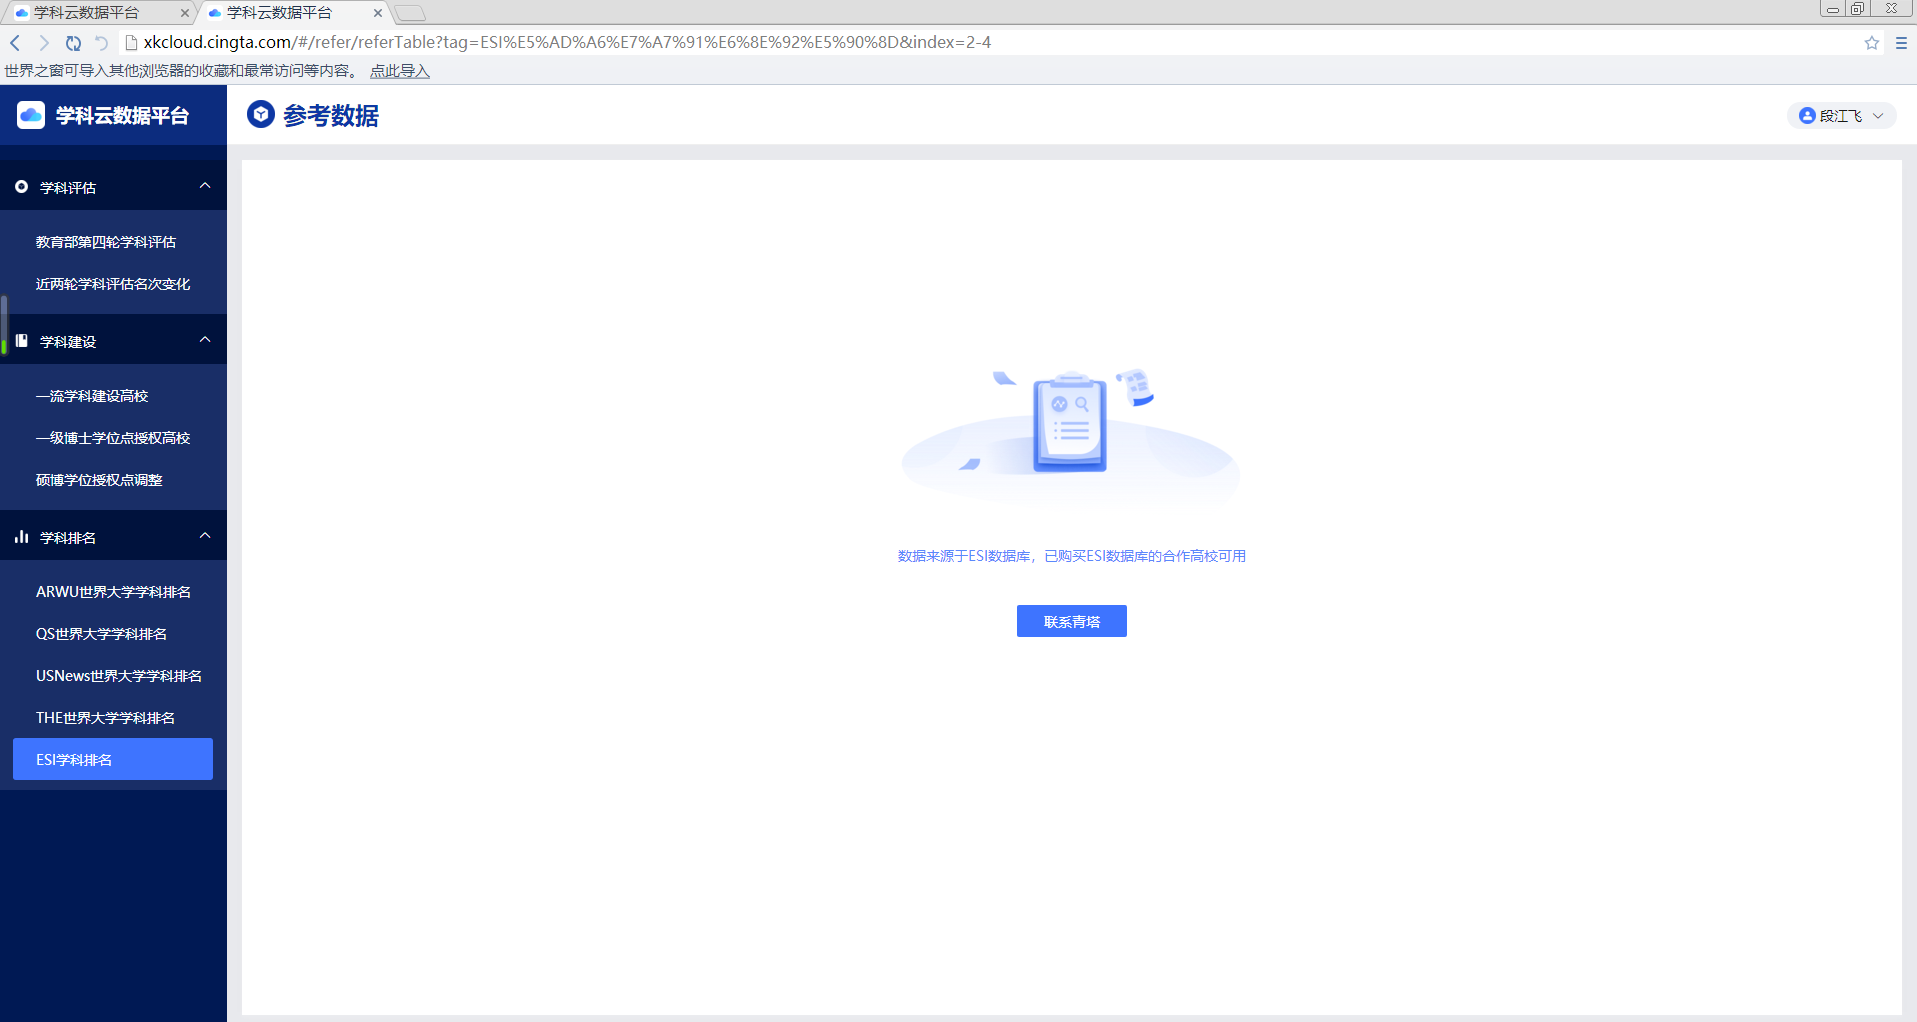 学科云数据平台
学科云数据平台
xkcloud.cingta.com/#/refer/referTable?tag=ESI%E5%AD%A6%E7%A7%91%E6%8E%92%E5%90%8D&index=2-4
世界之窗可导入其他浏览器的收藏和最常访问等内容。 点此导入
学科云数据平台
参考数据
段江飞
学科评估
教育部第四轮学科评估
近两轮学科评估名次变化
学科建设
一流学科建设高校
一级博士学位点授权高校
硕博学位授权点调整
学科排名
ARWU世界大学学科排名
QS世界大学学科排名
USNews世界大学学科排名
THE世界大学学科排名
ESI学科排名
数据来源于ESI数据库，已购买ESI数据库的合作高校可用
联系青塔